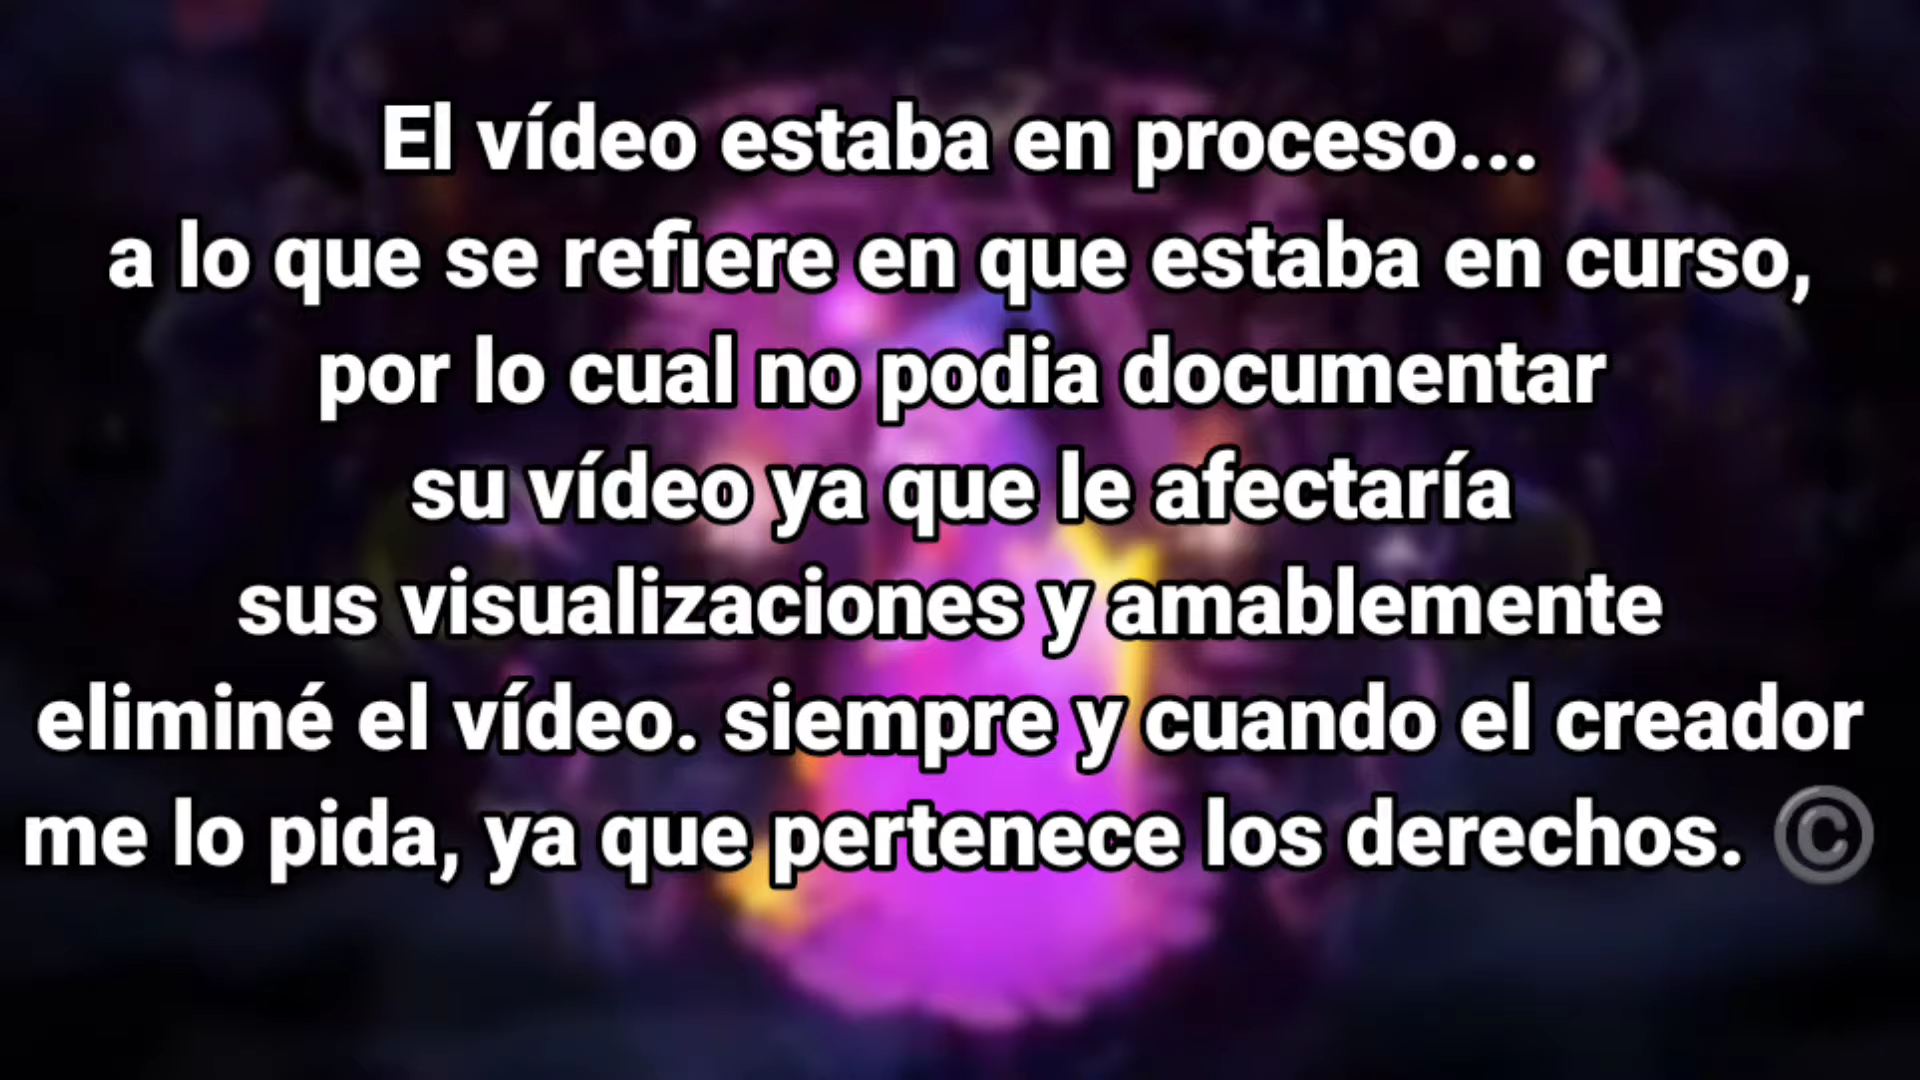 El vídeo estaba en proceso...
a lo que se refiere en que estaba en curso,
por lo cual no podia documentar
su vídeo ya que le afectaría
sus visualizaciones y amablemente
eliminé el vídeo. siempre y cuando el creador
me lo pida, ya que pertenece los derechos. ©